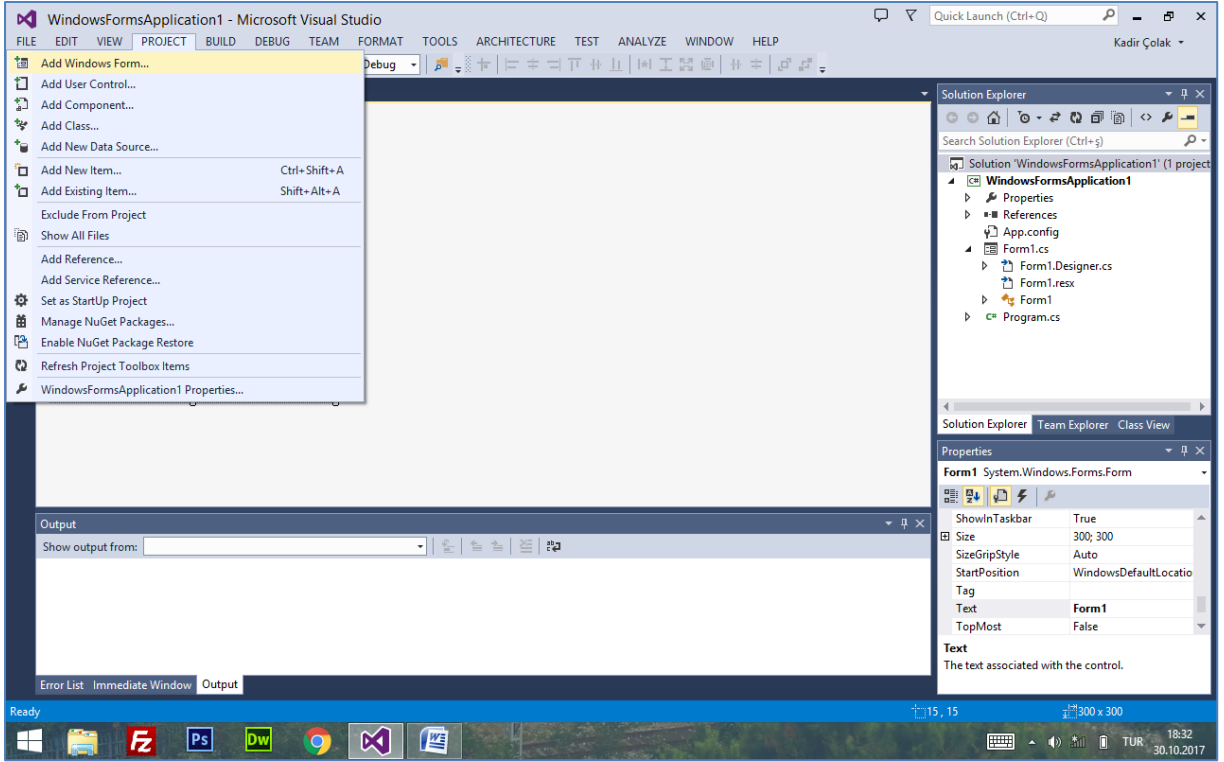 WindowsFormsApplication1 - Microsoft Visual Studio
Quick Launch (Ctrl+Q)
FILE EDIT VIEW PROJECT BUILD DEBUG TEAM FORMAT TOOLS ARCHITECTURE TEST ANALYZE WINDOW HELP
Kadir Çolak
Debug
Add Windows Form...
Add User Control...
Add Component...
Add Class...
Add New Data Source...
Add New Item... Ctrl+Shift+A
Add Existing Item... Shift+Alt+A
Exclude From Project
Show All Files
Add Reference...
Add Service Reference...
Set as StartUp Project
Manage NuGet Packages...
Enable NuGet Package Restore
Refresh Project Toolbox Items
WindowsFormsApplication1 Properties...
Solution Explorer
Search Solution Explorer (Ctrl+ş)
Solution 'WindowsFormsApplication1' (1 project
WindowsFormsApplication1
Properties
References
App.config
Form1.cs
Form1.Designer.cs
Form1.resx
Form1
Program.cs
Solution Explorer Team Explorer Class View
Properties
Form1 System.Windows.Forms.Form
ShowInTaskbar True
Size 300; 300
SizeGripStyle Auto
StartPosition WindowsDefaultLocatio
Tag
Text Form1
TopMost False
Text
The text associated with the control.
Output
Show output from:
Error List Immediate Window Output
Ready
15 , 15
300 x 300
Fz Ps Dw
TUR
18:32
30.10.2017